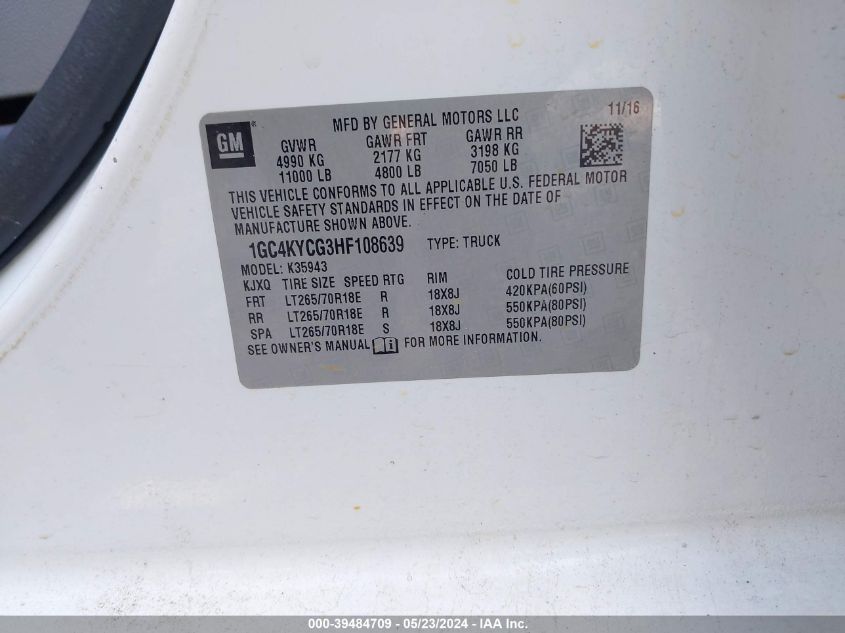 GM ®
MFD BY GENERAL MOTORS LLC 11/16
GVWR GAWR FRT GAWR RR
4990 KG 2177 KG 3198 KG
11000 LB 4800 LB 7050 LB
THIS VEHICLE CONFORMS TO ALL APPLICABLE U.S. FEDERAL MOTOR
VEHICLE SAFETY STANDARDS IN EFFECT ON THE DATE OF
MANUFACTURE SHOWN ABOVE.
1GC4KYCG3HF108639 TYPE: TRUCK
MODEL: K35943
KJXQ TIRE SIZE SPEED RTG RIM COLD TIRE PRESSURE
FRT LT265/70R18E R 18X8J 420KPA(60PSI)
RR LT265/70R18E R 18X8J 550KPA(80PSI)
SPA LT265/70R18E S 18X8J 550KPA(80PSI)
SEE OWNER'S MANUAL FOR MORE INFORMATION.
000-39484709 - 05/23/2024 - © IAA Inc.